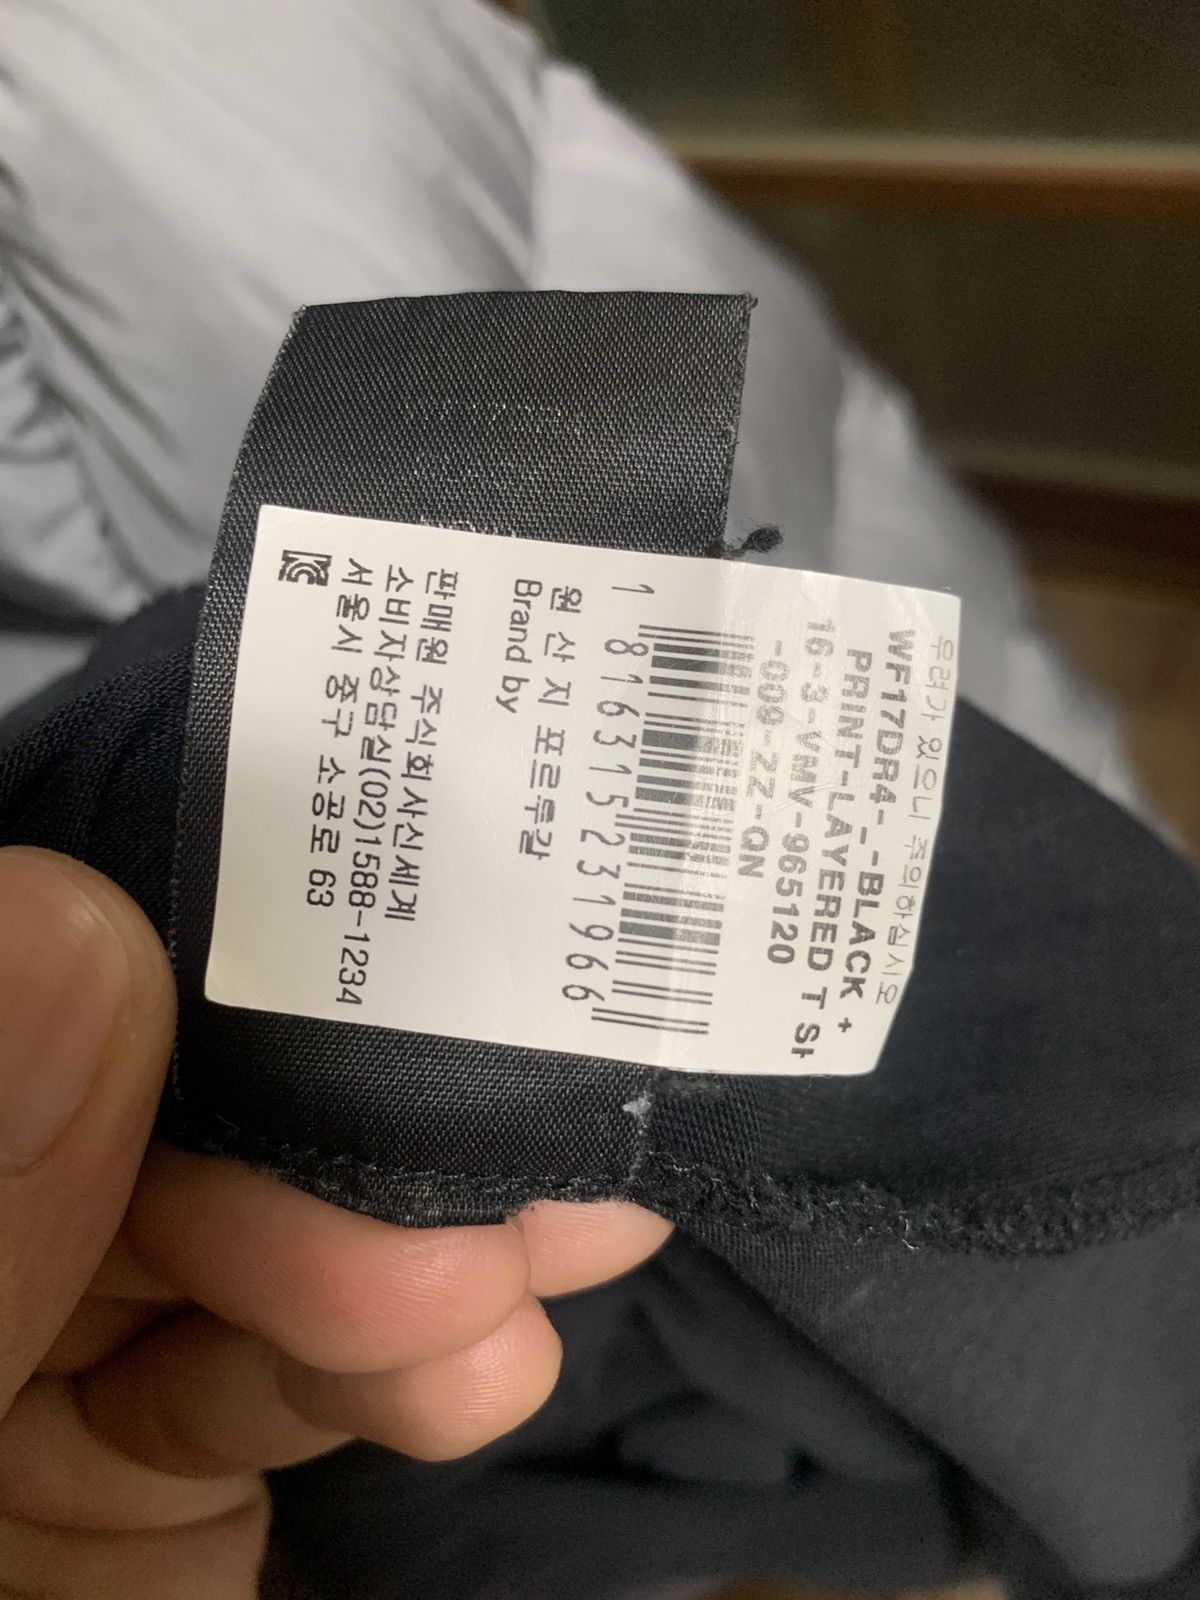 우려가 있으니 주의하십시오
WF17DR4-_-BLACK +
PRINT-LAYERED T SH
16-3-VMV-965120
-009-ZZ-QN
1 8163152319 66
원 산 지 포르투갈
Brand by
판매원 주식회사신세계
소비자상담실(02)1588-1234
서울시 중구 소공로 63
KC